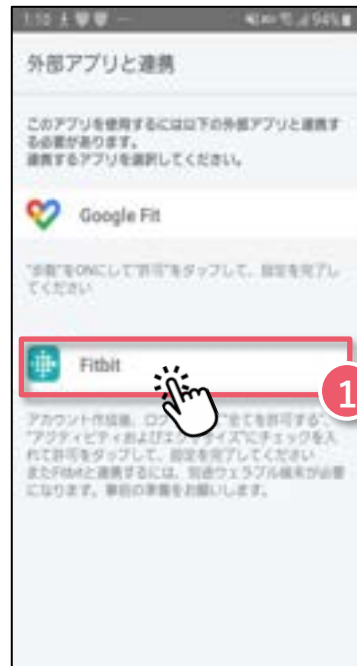 1:10
94%
外部アプリと連携
このアプリを使用するには以下の外部アプリと連携す
る必要があります。
連携するアプリを選択してください。
Google Fit
"歩数"をONにして"許可"をタップして、設定を完了し
てください
Fitbit
1
アカウント作成後、ログ "全てを許可する"、
"アクティビティおよびエクササイズ"にチェックを入
れて許可をタップして、設定を完了してください
またFitbitと連携するには、別途ウェラブル端末が必要
になります。事前の準備をお願いします。